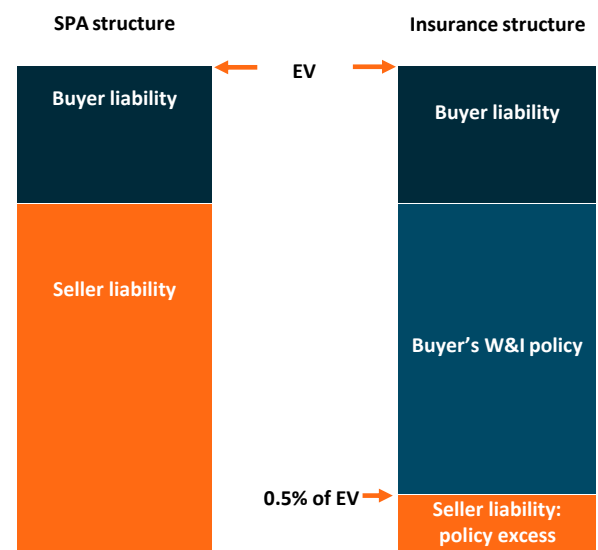 SPA structure
Insurance structure
EV
Buyer liability
Buyer liability
Seller liability
Buyer’s W&I policy
0.5% of EV
Seller liability:
policy excess